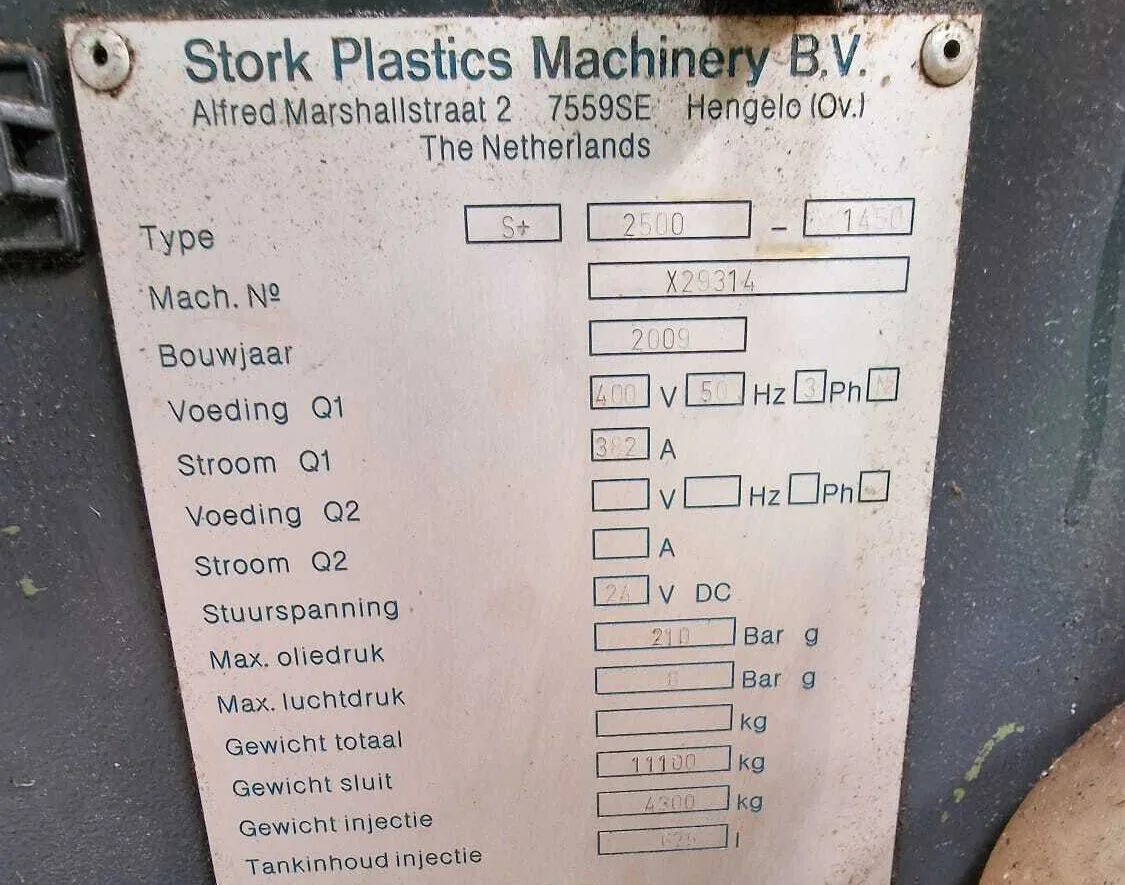 Stork Plastics Machinery B.V.
Alfred Marshallstraat 2 7559SE Hengelo (Ov.)
The Netherlands
Type S+ 2500 - 1450
Mach. Nº X29314
Bouwjaar 2009
Voeding Q1 400 V 50 Hz 3 Ph
Stroom Q1 382 A
Voeding Q2 V Hz Ph
Stroom Q2 A
Stuurspanning 24 V DC
Max. oliedruk 210 Bar g
Max. luchtdruk Bar g
Gewicht totaal kg
Gewicht sluit 11100 kg
Gewicht injectie 4300 kg
Tankinhoud injectie l